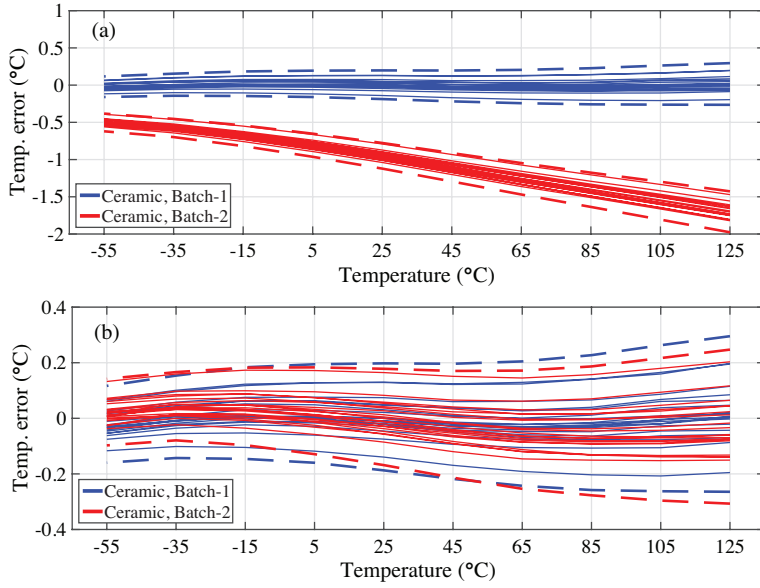 (a)
1
0.5
0
-0.5
-1
-1.5
-2
Temp. error (°C)
Ceramic, Batch-1
Ceramic, Batch-2
-55 -35 -15 5 25 45 65 85 105 125
Temperature (°C)
(b)
0.4
0.2
0
-0.2
-0.4
Temp. error (°C)
Ceramic, Batch-1
Ceramic, Batch-2
-55 -35 -15 5 25 45 65 85 105 125
Temperature (°C)